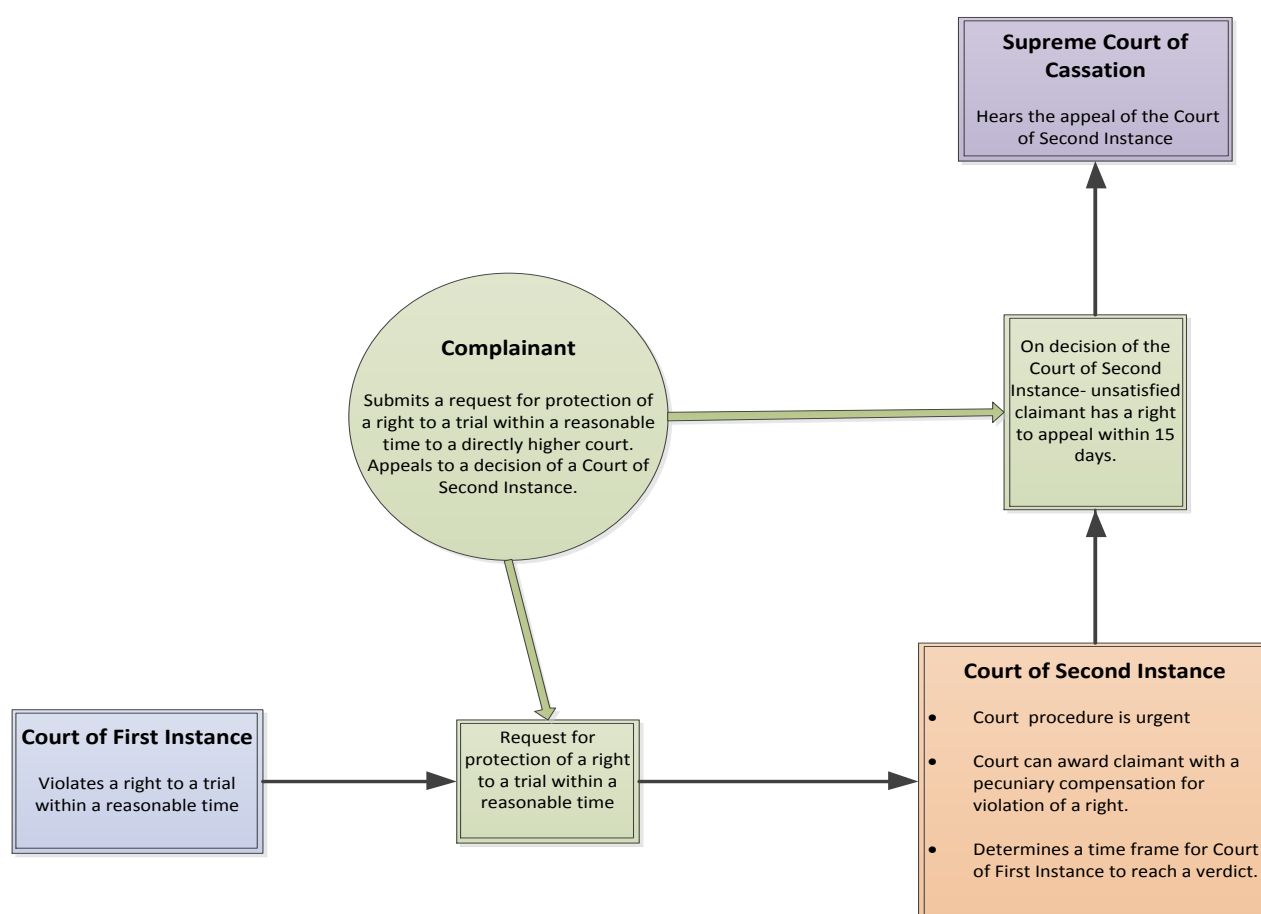 Supreme Court of
Cassation
Hears the appeal of the Court
of Second Instance
Complainant
Submits a request for protection of
a right to a trial within a reasonable
time to a directly higher court.
Appeals to a decision of a Court of
Second Instance.
On decision of the
Court of Second
Instance- unsatisfied
claimant has a right
to appeal within 15
days.
Court of First Instance
Violates a right to a trial
within a reasonable time
Request for
protection of a right
to a trial within a
reasonable time
Court of Second Instance
• Court procedure is urgent
• Court can award claimant with a
pecuniary compensation for
violation of a right.
• Determines a time frame for Court
of First Instance to reach a verdict.